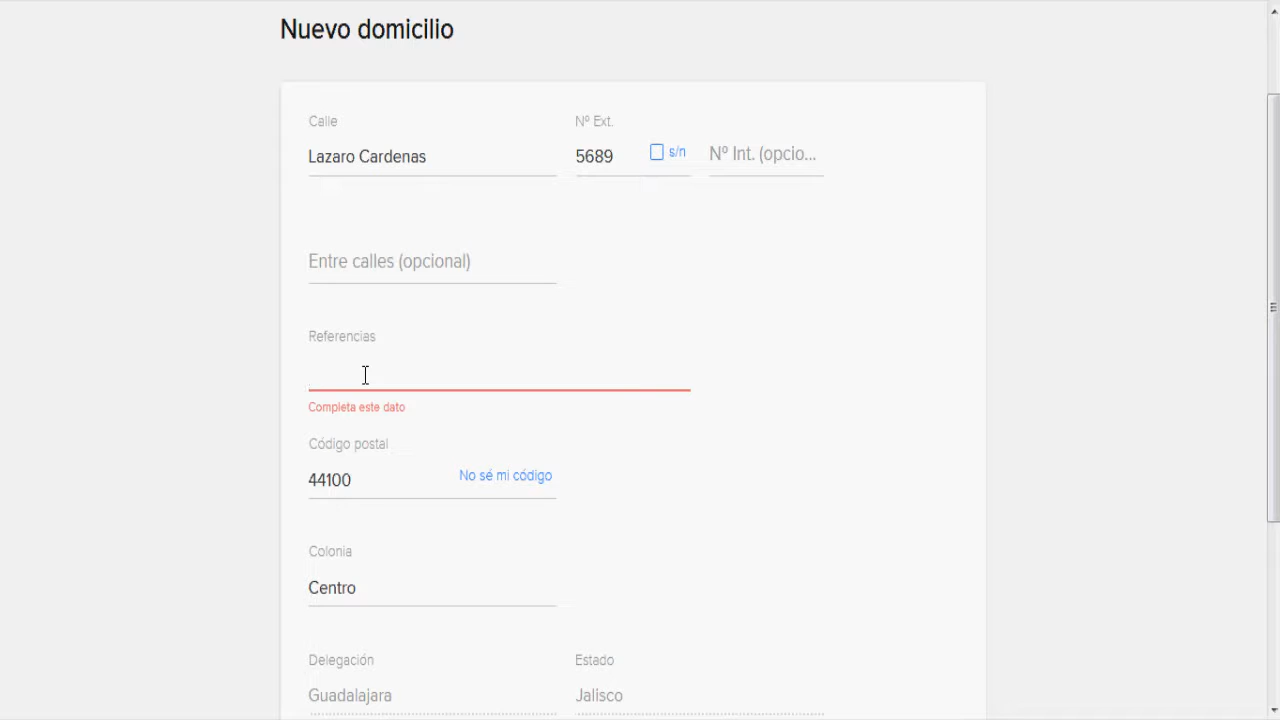 Nuevo domicilio
Calle
Nº Ext.
Lazaro Cardenas
5689
s/n
Nº Int. (opcio...
Entre calles (opcional)
Referencias
Completa este dato
Código postal
44100
No sé mi código
Colonia
Centro
Delegación
Estado
Guadalajara
Jalisco